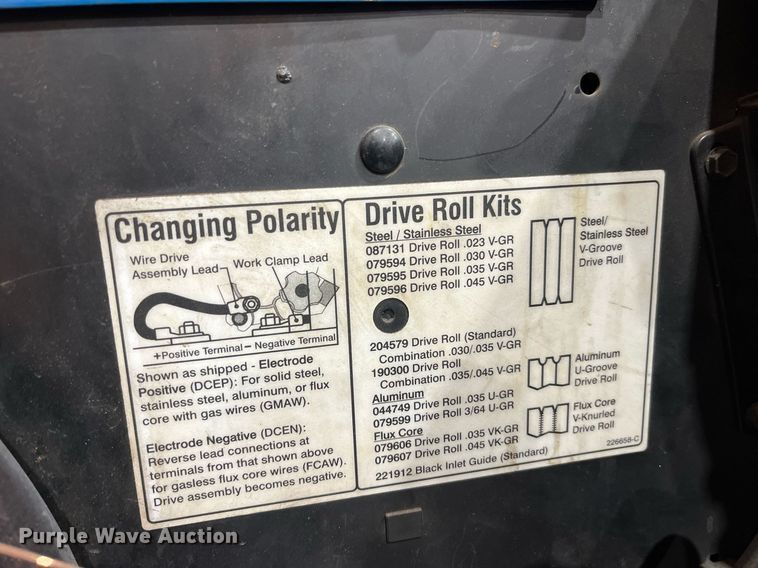 Changing Polarity
Wire Drive
Assembly Lead
Work Clamp Lead
+Positive Terminal
– Negative Terminal
Shown as shipped - Electrode
Positive (DCEP): For solid steel,
stainless steel, aluminum, or flux
core with gas wires (GMAW).
Electrode Negative (DCEN):
Reverse lead connections at
terminals from that shown above
for gasless flux core wires (FCAW).
Drive assembly becomes negative.
Drive Roll Kits
Steel / Stainless Steel
087131 Drive Roll .023 V-GR
079594 Drive Roll .030 V-GR
079595 Drive Roll .035 V-GR
079596 Drive Roll .045 V-GR
204579 Drive Roll (Standard)
Combination .030/.035 V-GR
190300 Drive Roll
Combination .035/.045 V-GR
Aluminum
044749 Drive Roll .035 U-GR
079599 Drive Roll 3/64 U-GR
Flux Core
079606 Drive Roll .035 VK-GR
079607 Drive Roll .045 VK-GR
221912 Black Inlet Guide (Standard)
Steel/
Stainless Steel
V-Groove
Drive Roll
Aluminum
U-Groove
Drive Roll
Flux Core
V-Knurled
Drive Roll
226658-C
Purple Wave Auction